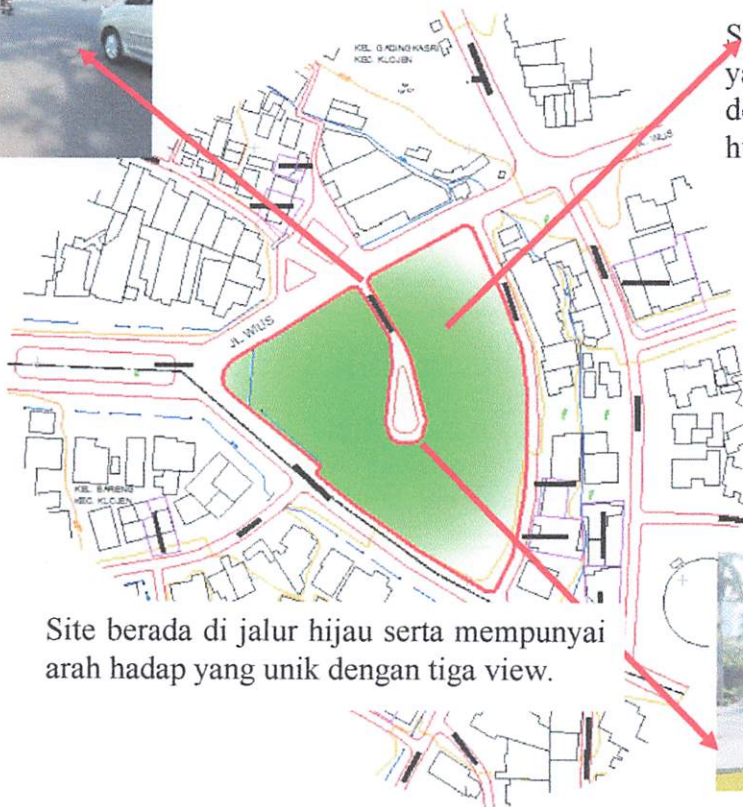 KEL GADINGKASRI
KEC. KLOJEN
JL. WILIS
KEL BARENG
KEC KLOJEN
Site berada di jalur hijau serta mempunyai
arah hadap yang unik dengan tiga view.